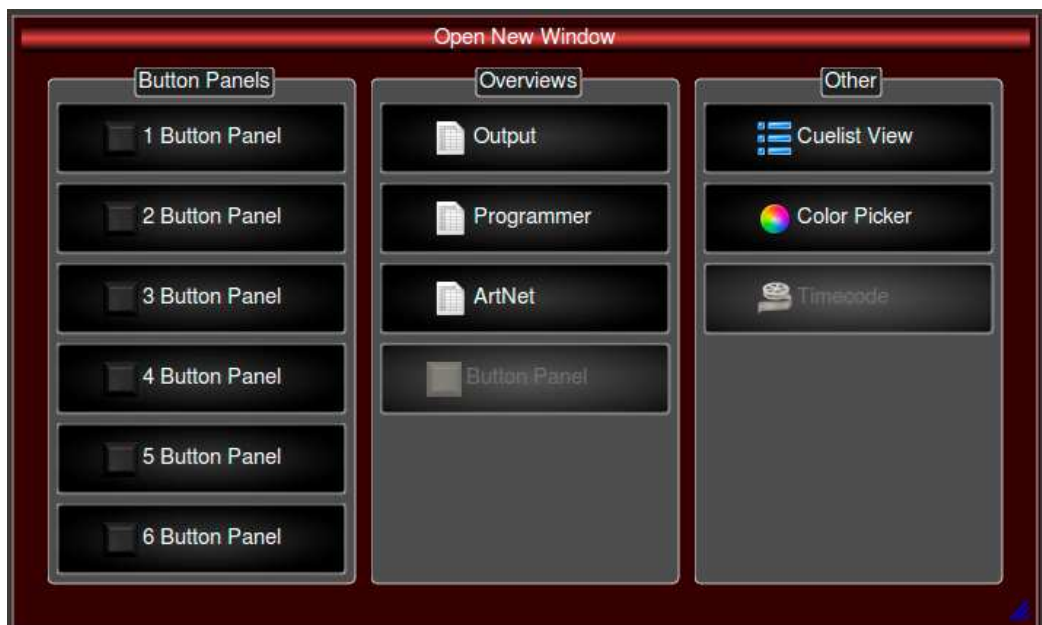 Open New Window
Button Panels
1 Button Panel
2 Button Panel
3 Button Panel
4 Button Panel
5 Button Panel
6 Button Panel
Overviews
Output
Programmer
ArtNet
Button Panel
Other
Cuelist View
Color Picker
Timecode